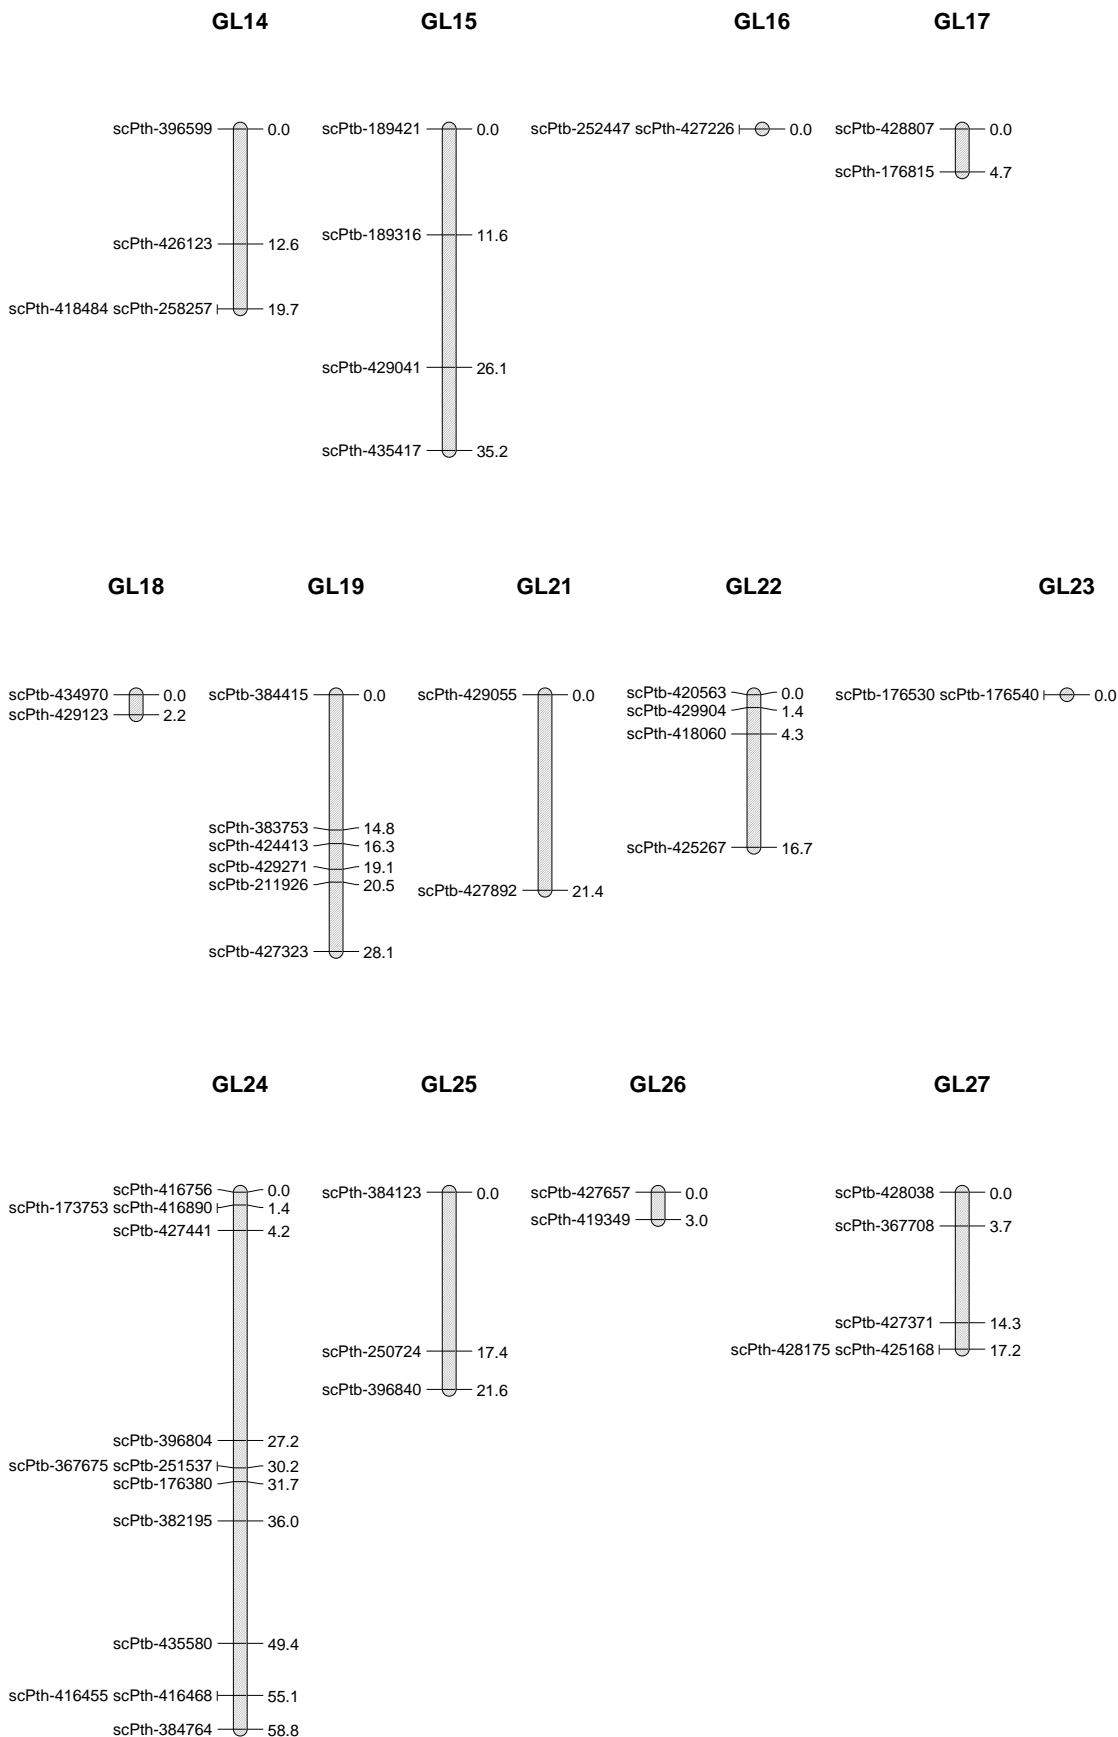 GL14 GL15 GL16 GL17
scPth-396599 0.0 scPtb-189421 0.0 scPtb-252447 scPth-427226 0.0 scPtb-428807 0.0
scPth-176815 4.7
scPtb-189316 11.6
scPth-426123 12.6
scPth-418484 scPth-258257 19.7
scPtb-429041 26.1
scPth-435417 35.2
GL18 GL19 GL21 GL22 GL23
scPtb-434970 0.0 scPtb-384415 0.0 scPth-429055 0.0 scPtb-420563 0.0 scPtb-176530 scPtb-176540 0.0
scPth-429123 2.2 scPtb-429904 1.4
scPth-418060 4.3
scPth-383753 14.8
scPth-424413 16.3 scPth-425267 16.7
scPtb-429271 19.1
scPtb-211926 20.5 scPtb-427892 21.4
scPtb-427323 28.1
GL24 GL25 GL26 GL27
scPth-416756 0.0 scPth-384123 0.0 scPtb-427657 0.0 scPtb-428038 0.0
scPth-173753 scPth-416890 1.4 scPth-419349 3.0 scPth-367708 3.7
scPtb-427441 4.2
scPtb-427371 14.3
scPth-250724 17.4 scPth-428175 scPth-425168 17.2
scPtb-396840 21.6
scPtb-396804 27.2
scPtb-367675 scPtb-251537 30.2
scPtb-176380 31.7
scPtb-382195 36.0
scPtb-435580 49.4
scPth-416455 scPth-416468 55.1
scPth-384764 58.8